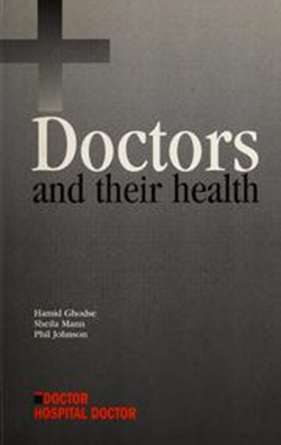 Doctors
and their health
Hamid Ghodse
Sheila Mann
Phil Johnson
DOCTOR
HOSPITAL DOCTOR